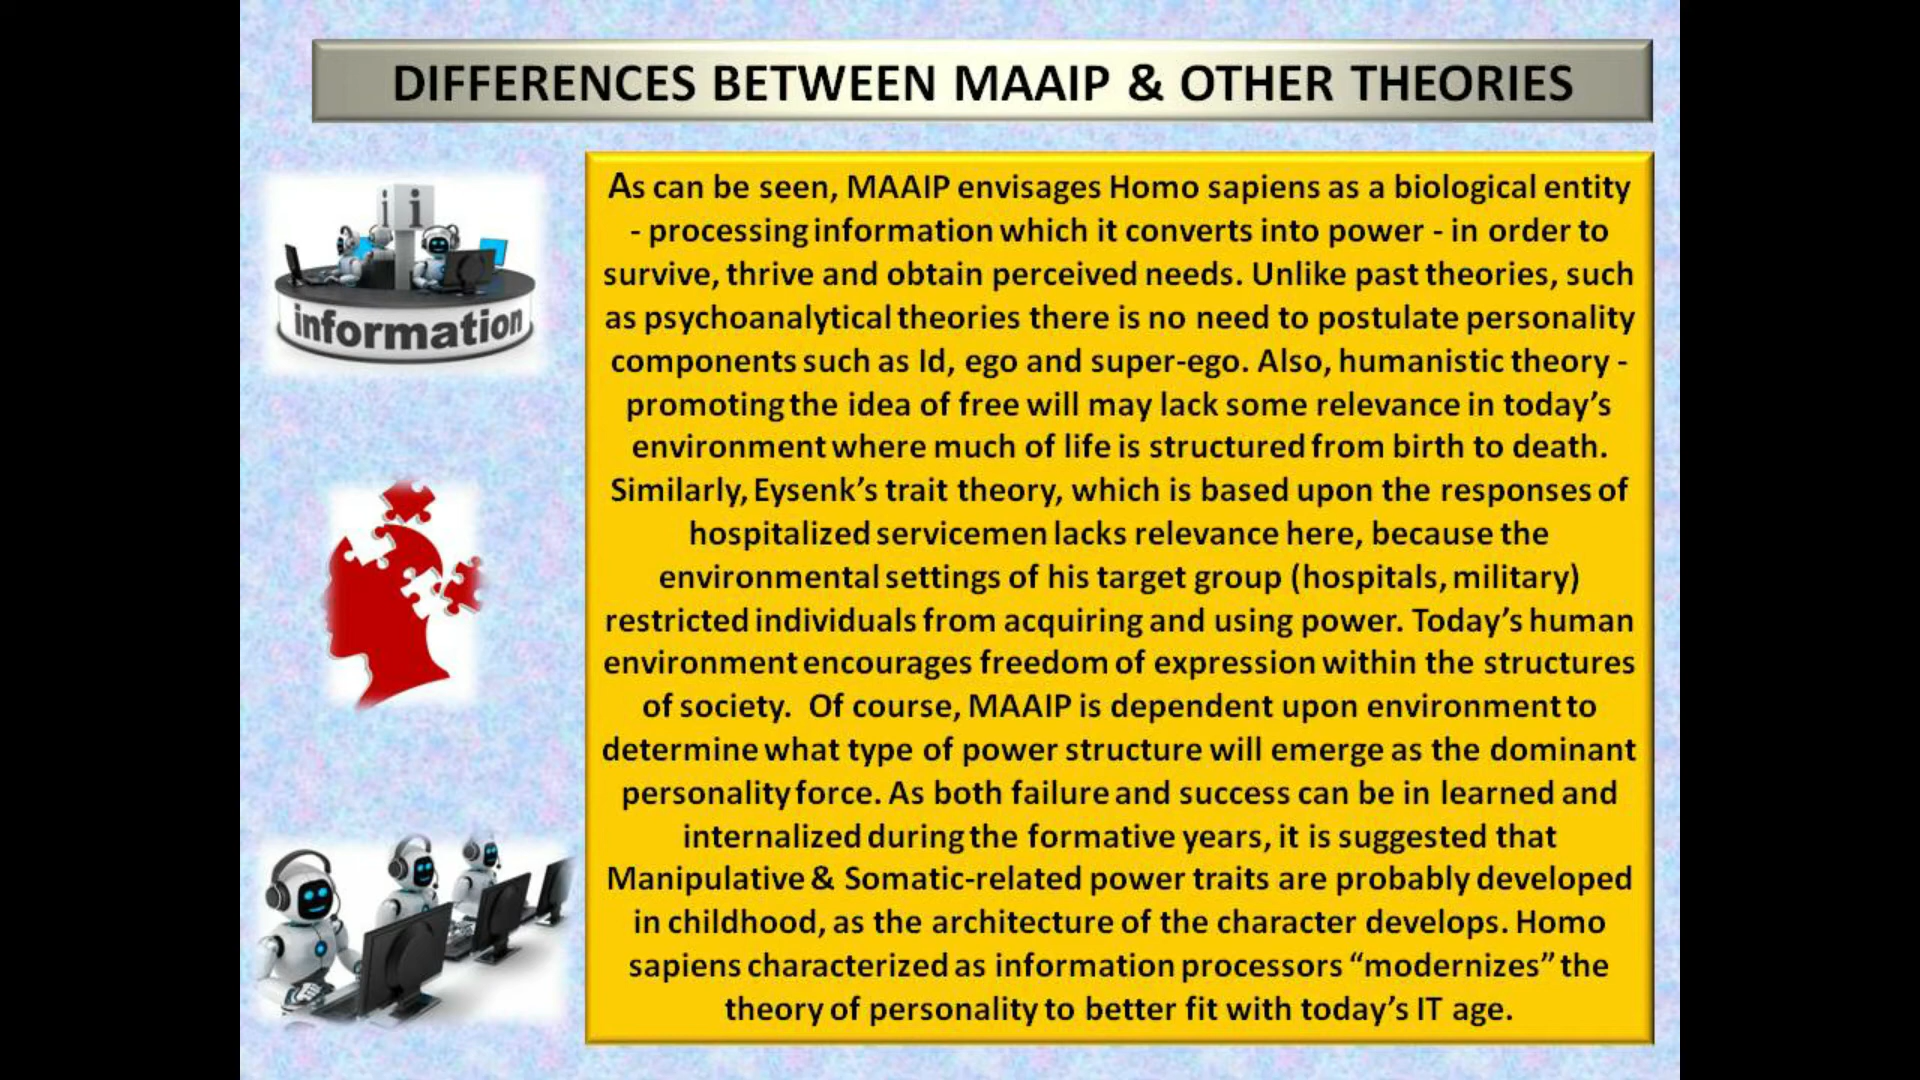 DIFFERENCES BETWEEN MAAIP & OTHER THEORIES
i i
information
As can be seen, MAAIP envisages Homo sapiens as a biological entity
- processing information which it converts into power - in order to
survive, thrive and obtain perceived needs. Unlike past theories, such
as psychoanalytical theories there is no need to postulate personality
components such as Id, ego and super-ego. Also, humanistic theory -
promoting the idea of free will may lack some relevance in today's
environment where much of life is structured from birth to death.
Similarly, Eysenk's trait theory, which is based upon the responses of
hospitalized servicemen lacks relevance here, because the
environmental settings of his target group (hospitals, military)
restricted individuals from acquiring and using power. Today's human
environment encourages freedom of expression within the structures
of society. Of course, MAAIP is dependent upon environment to
determine what type of power structure will emerge as the dominant
personality force. As both failure and success can be in learned and
internalized during the formative years, it is suggested that
Manipulative & Somatic-related power traits are probably developed
in childhood, as the architecture of the character develops. Homo
sapiens characterized as information processors “modernizes” the
theory of personality to better fit with today's IT age.